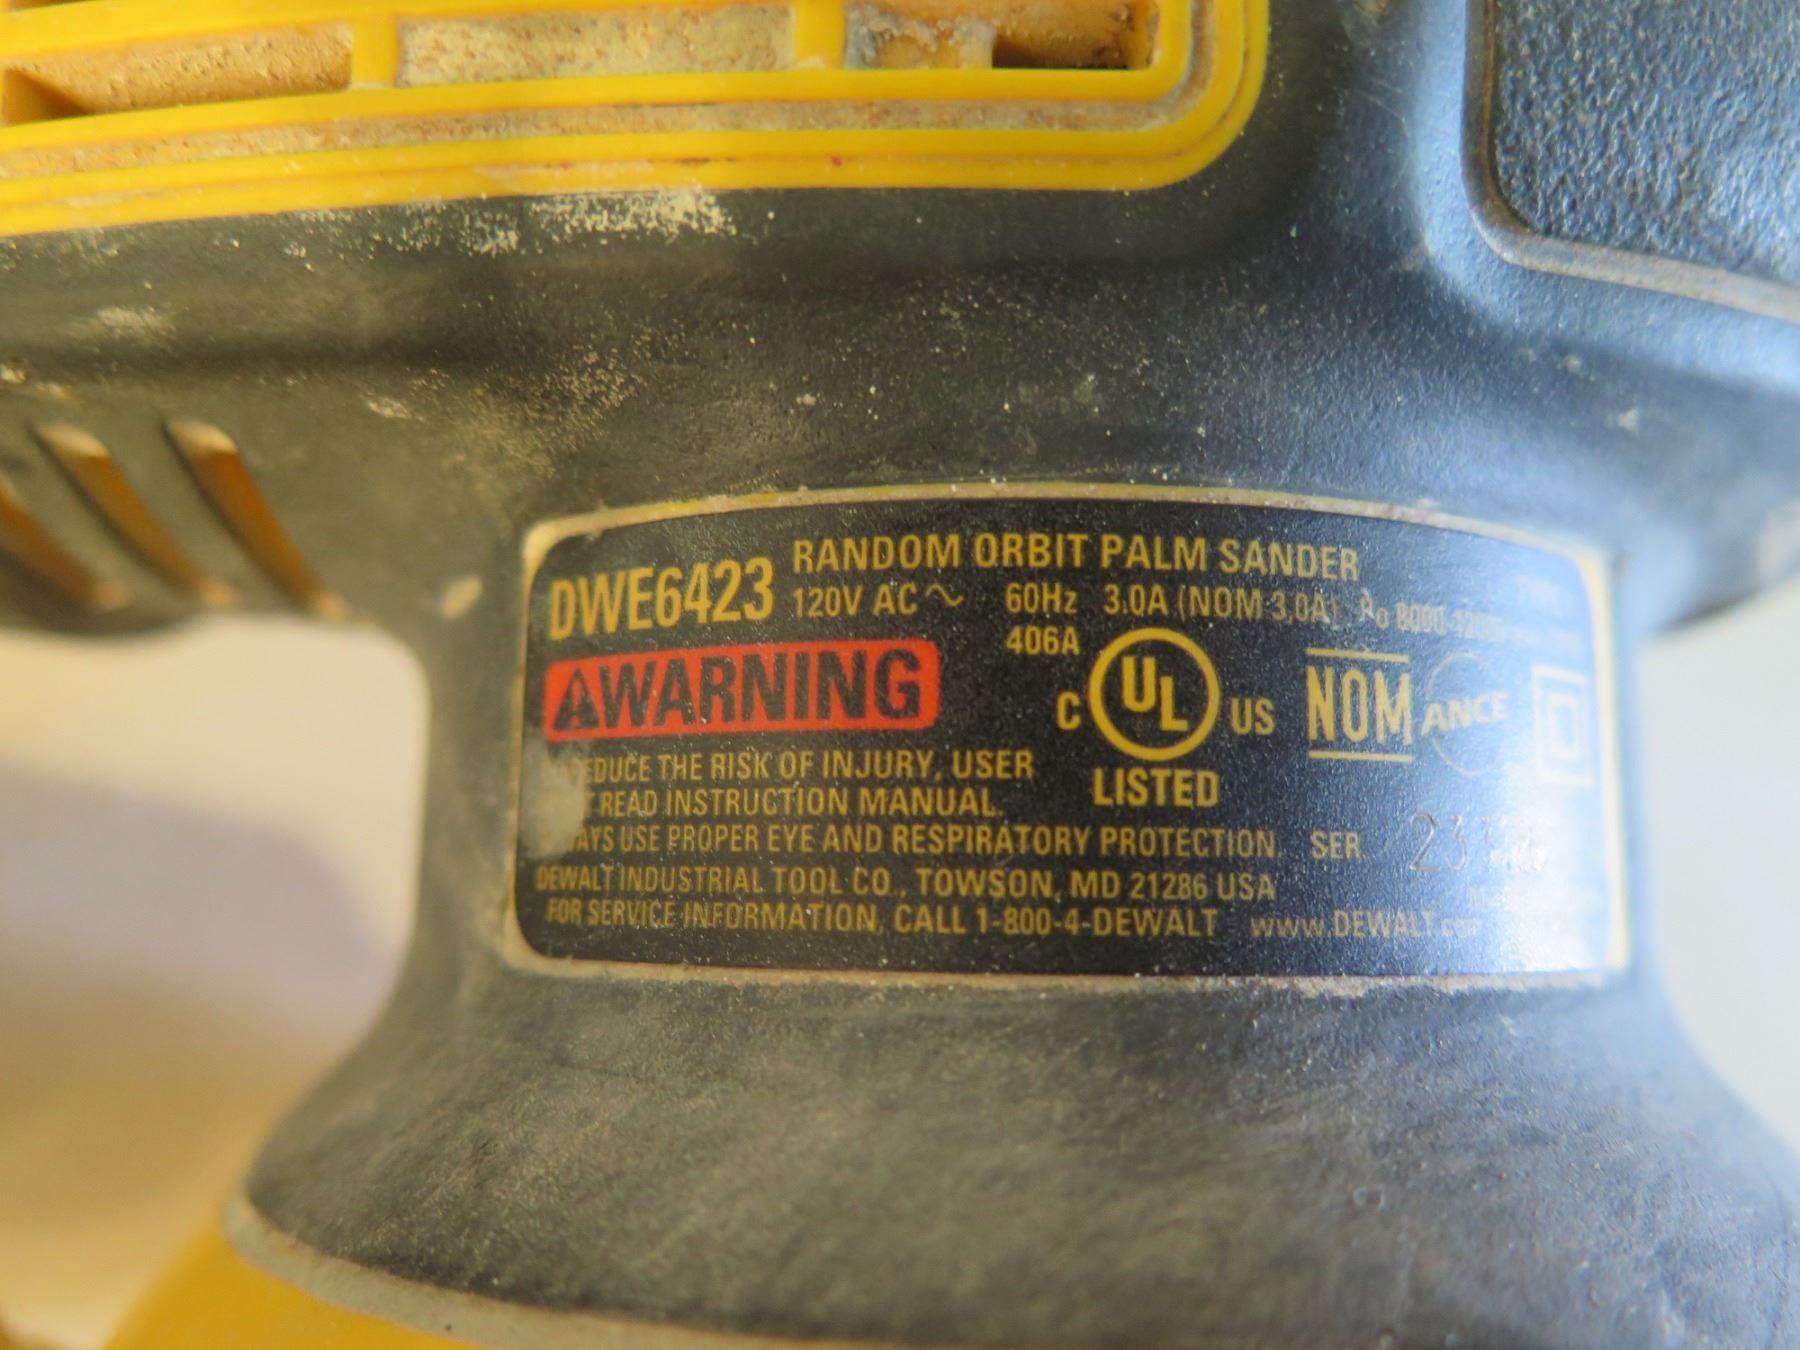 DWE6423 RANDOM ORBIT PALM SANDER
120V AC ~ 60Hz 3.0A (NOM 3,0A)
406A
WARNING
C UL US
LISTED
NOM ANCE
THE RISK OF INJURY, USER
READ INSTRUCTION MANUAL.
USE PROPER EYE AND RESPIRATORY PROTECTION. SER.
DEWALT INDUSTRIAL TOOL CO., TOWSON, MD 21286 USA
FOR SERVICE INFORMATION, CALL 1-800-4-DEWALT www.DEWALT.com